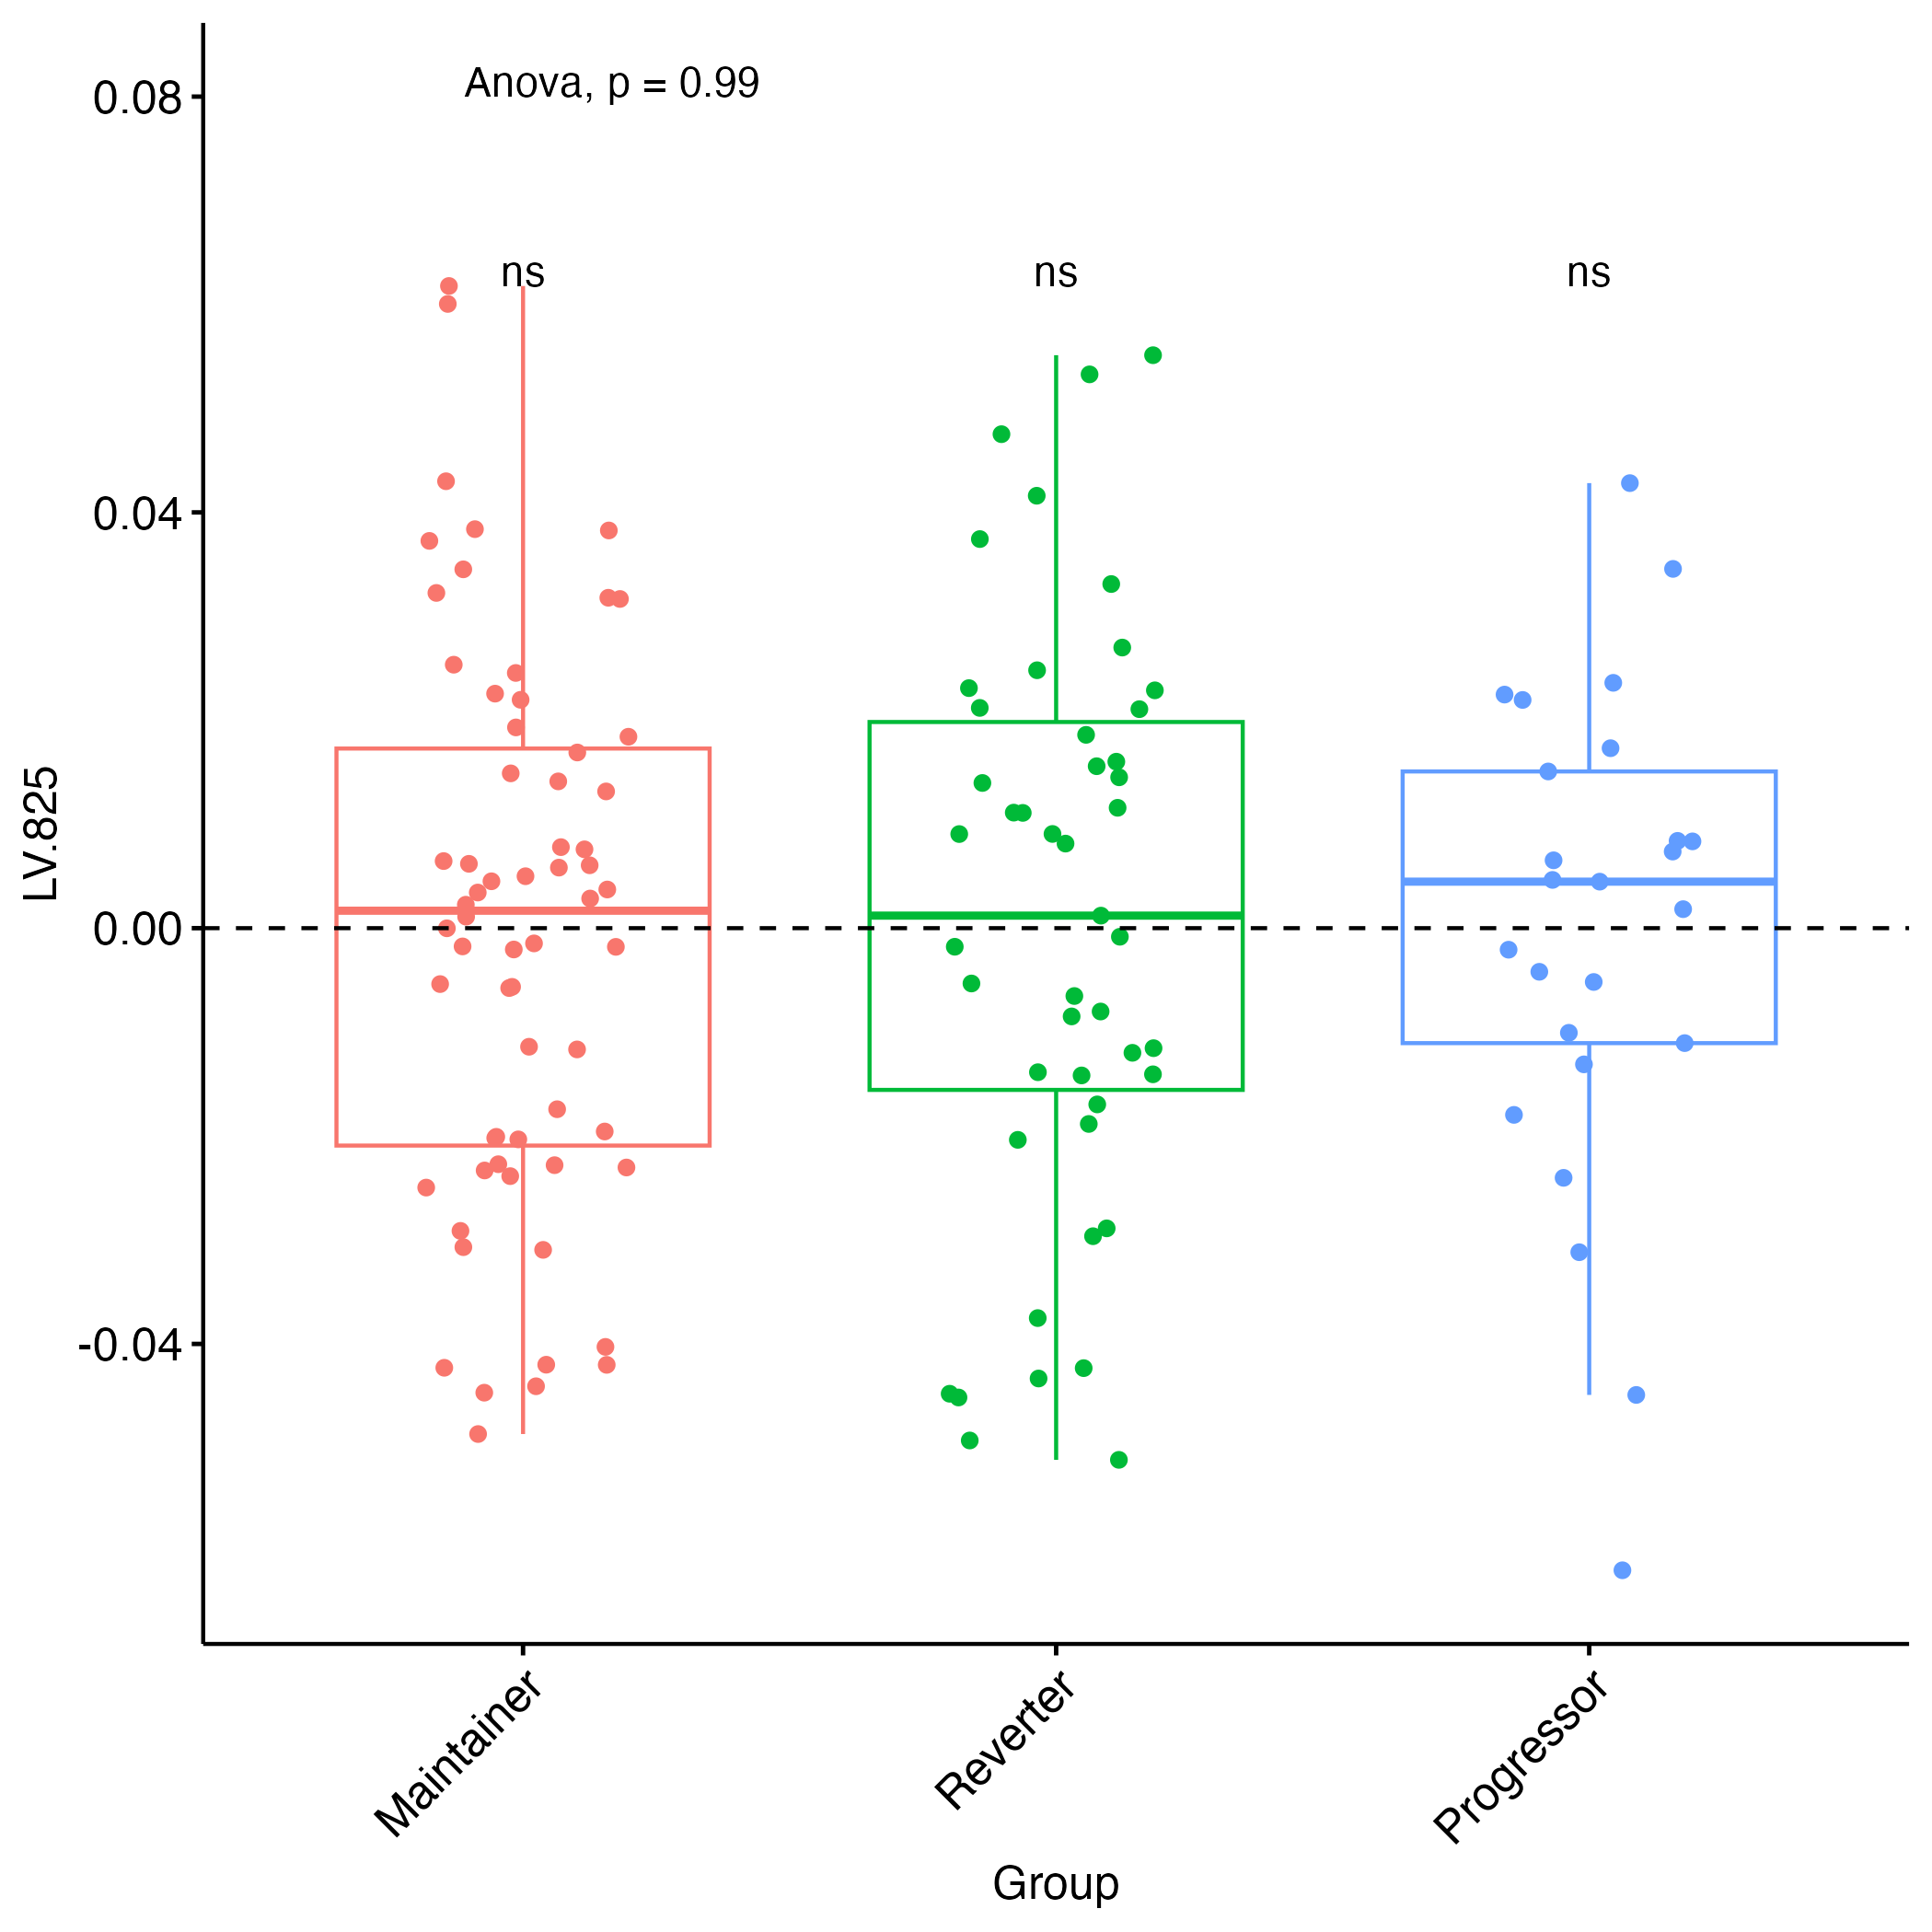 Anova, p = 0.99
ns ns ns
0.08
0.04
0.00
-0.04
LV.825
Maintainer
Reverter
Progressor
Group